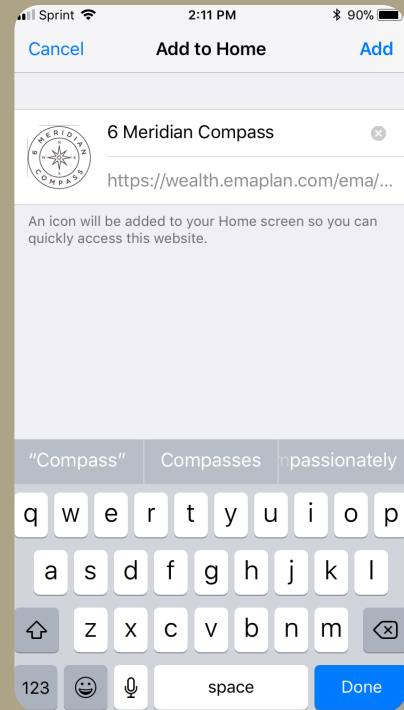 Sprint 2:11 PM 90%
Cancel Add to Home Add
6 MERIDIAN COMPASS
6 Meridian Compass
https://wealth.emaplan.com/ema/...
An icon will be added to your Home screen so you can
quickly access this website.
“Compass” Compasses mpassionately
q w e r t y u i o p
a s d f g h j k l
z x c v b n m
123 space Done